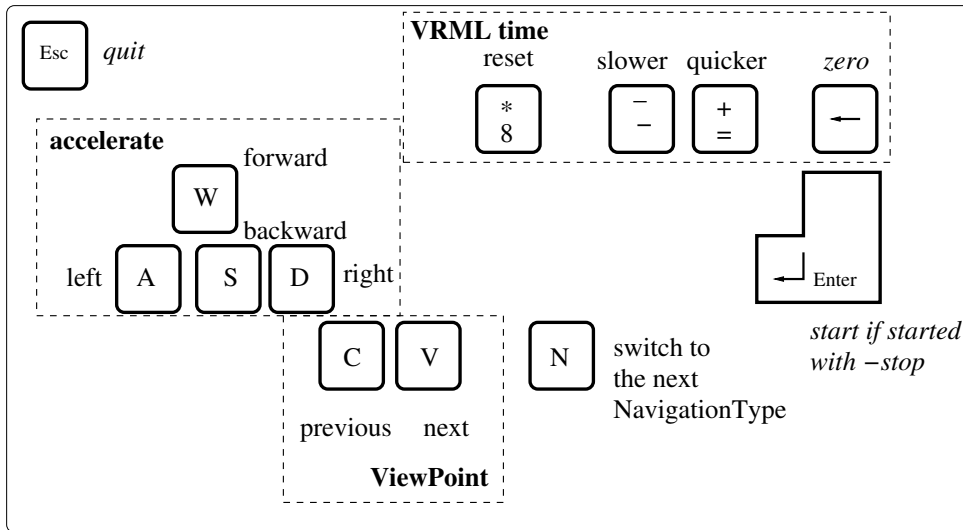 VRML time
Esc
quit
reset
slower
quicker
zero
*
8
–
–
+
=
←
accelerate
forward
W
backward
left
A
S
D
right
Enter
C
V
N
start if started
with –stop
switch to
the next
NavigationType
previous
next
ViewPoint